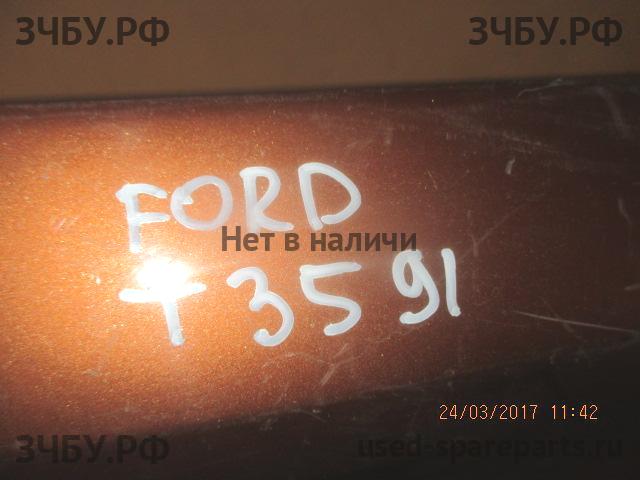 ЗЧБУ.РФ ЗЧБУ.РФ
FORD
Нет в наличи
T 35 91
24/03/2017 11:42
ЗЧБУ.РФ used-spareparts.ru